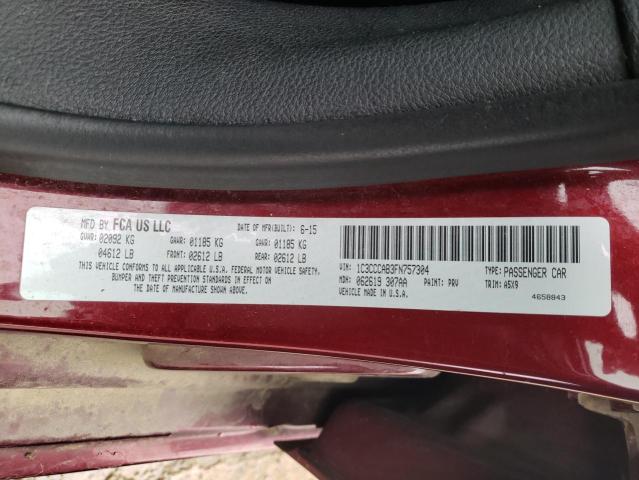 MFD BY FCA US LLC DATE OF MFR(BUILT): 6-15
GVWR: 02092 KG GAWR: 01185 KG GAWR: 01185 KG
04612 LB FRONT: 02612 LB REAR: 02612 LB
THIS VEHICLE CONFORMS TO ALL APPLICABLE U.S. FEDERAL MOTOR VEHICLE SAFETY,
BUMPER AND THEFT PREVENTION STANDARDS IN EFFECT ON
THE DATE OF MANUFACTURE SHOWN ABOVE.
VIN: 1C3CCCAB3FN757304 TYPE: PASSENGER CAR
MDH: 062619 307AA PAINT: PRV TRIM: A5X9
VEHICLE MADE IN U.S.A.
4658843